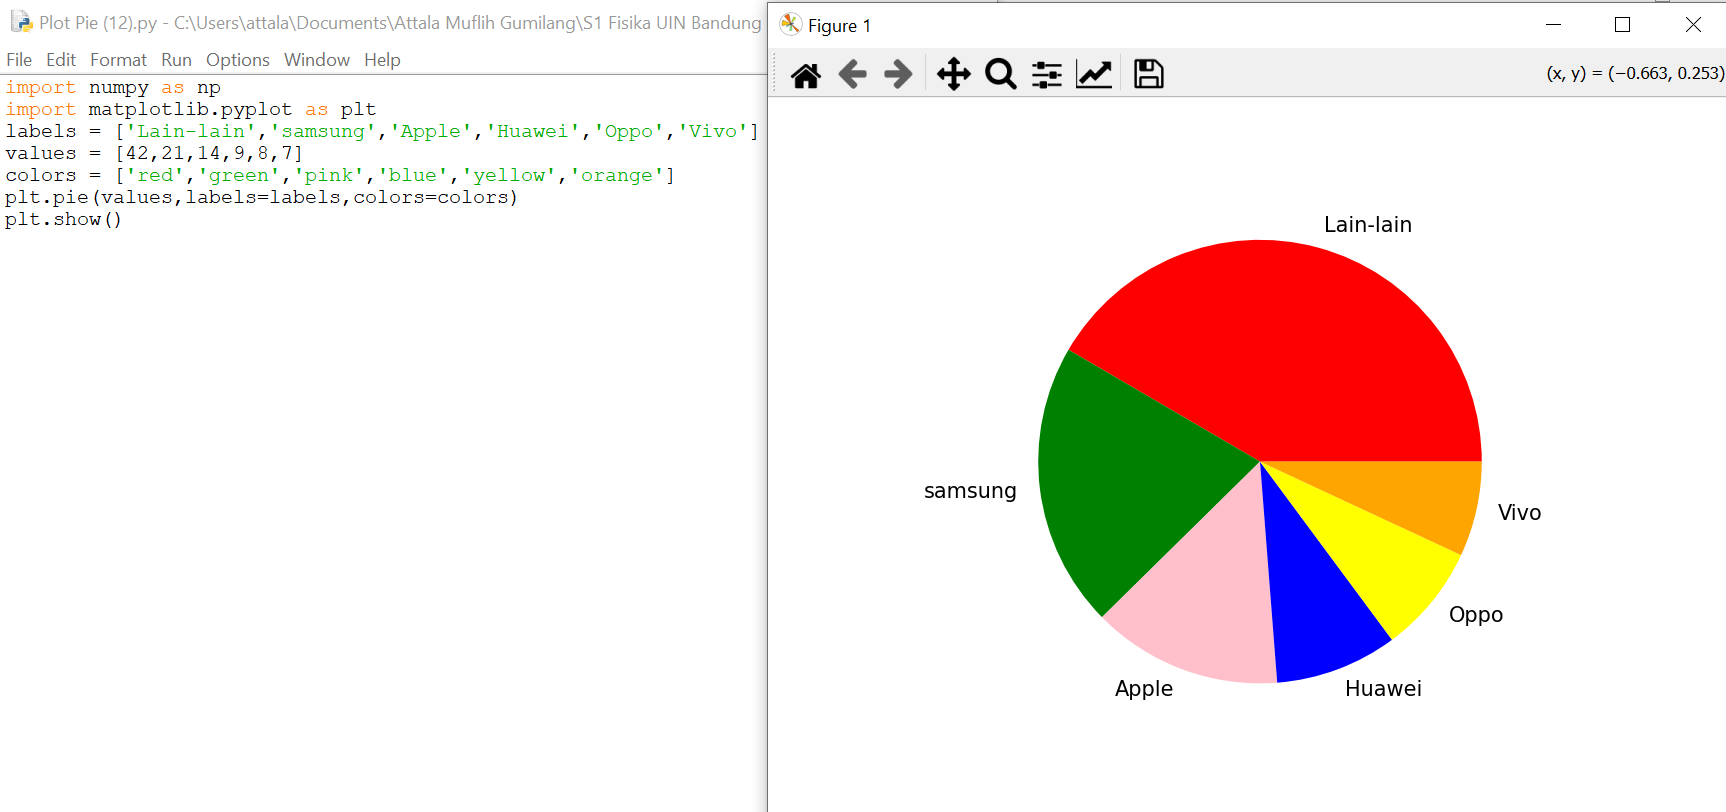 Plot Pie (12).py - C:\Users\attala\Documents\Attala Muflih Gumilang\S1 Fisika UIN Bandung
File Edit Format Run Options Window Help
import numpy as np
import matplotlib.pyplot as plt
labels = ['Lain-lain','samsung','Apple','Huawei','Oppo','Vivo']
values = [42,21,14,9,8,7]
colors = ['red','green','pink','blue','yellow','orange']
plt.pie(values,labels=labels,colors=colors)
plt.show()
Figure 1
(x, y) = (−0.663, 0.253)
Lain-lain
samsung
Vivo
Oppo
Apple
Huawei